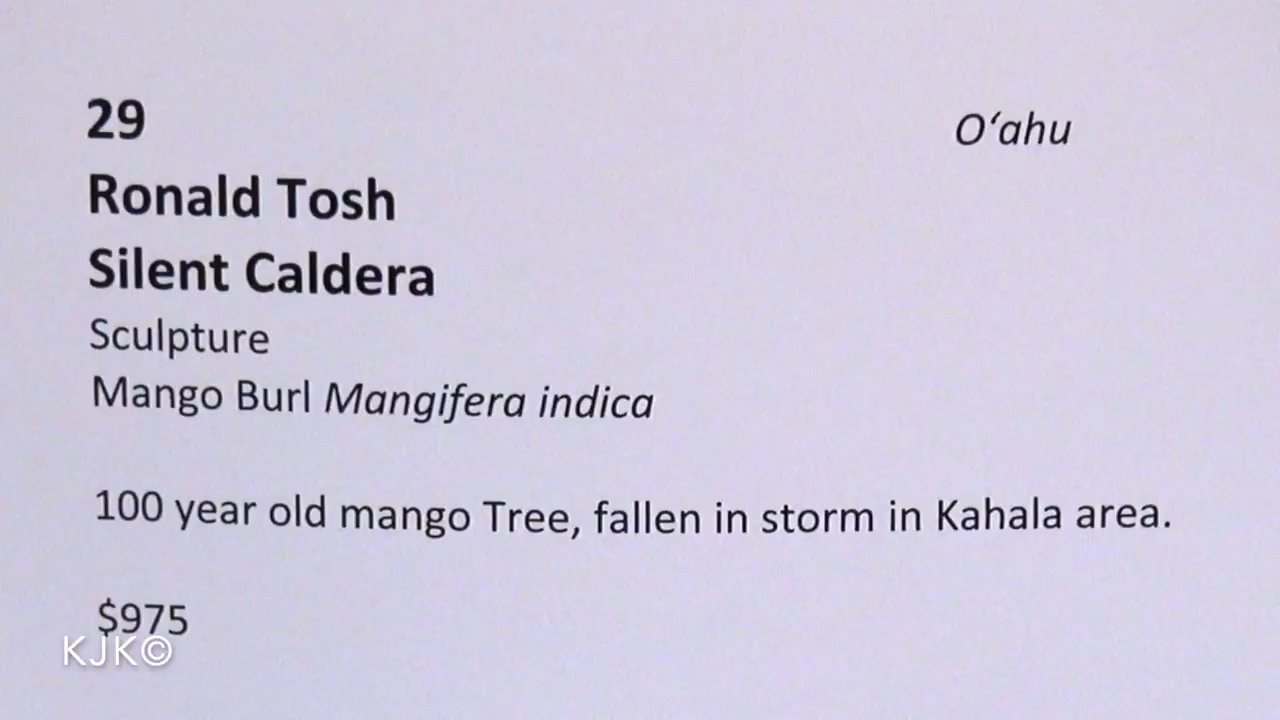 29
Oʻahu
Ronald Tosh
Silent Caldera
Sculpture
Mango Burl Mangifera indica
100 year old mango Tree, fallen in storm in Kahala area.
$975
KJK©